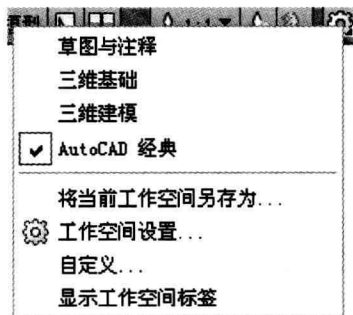 模型
草图与注释
三维基础
三维建模
AutoCAD 经典
将当前工作空间另存为...
工作空间设置...
自定义...
显示工作空间标签